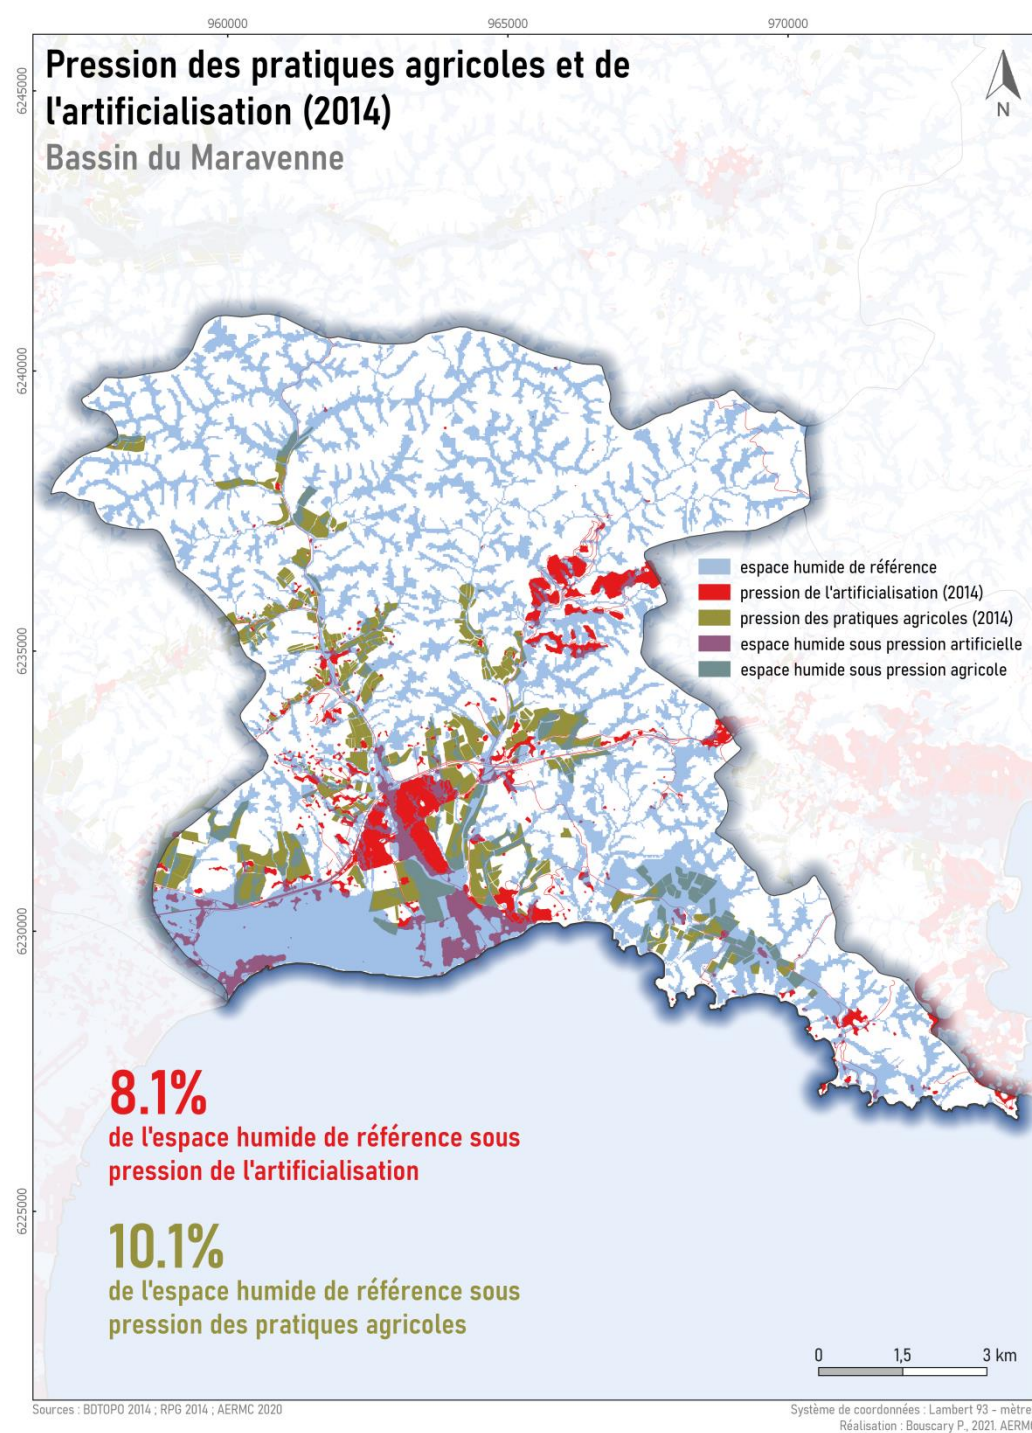 960000
965000
970000
Pression des pratiques agricoles et de
l'artificialisation (2014)
Bassin du Maravenne
N
6245000
6240000
6235000
6230000
6225000
espace humide de référence
pression de l'artificialisation (2014)
pression des pratiques agricoles (2014)
espace humide sous pression artificielle
espace humide sous pression agricole
8.1%
de l'espace humide de référence sous
pression de l'artificialisation
10.1%
de l'espace humide de référence sous
pression des pratiques agricoles
0 1,5 3 km
Sources : BDTOPO 2014 ; RPG 2014 ; AERMC 2020
Système de coordonnées : Lambert 93 - mètre
Réalisation : Bouscary P., 2021. AERM